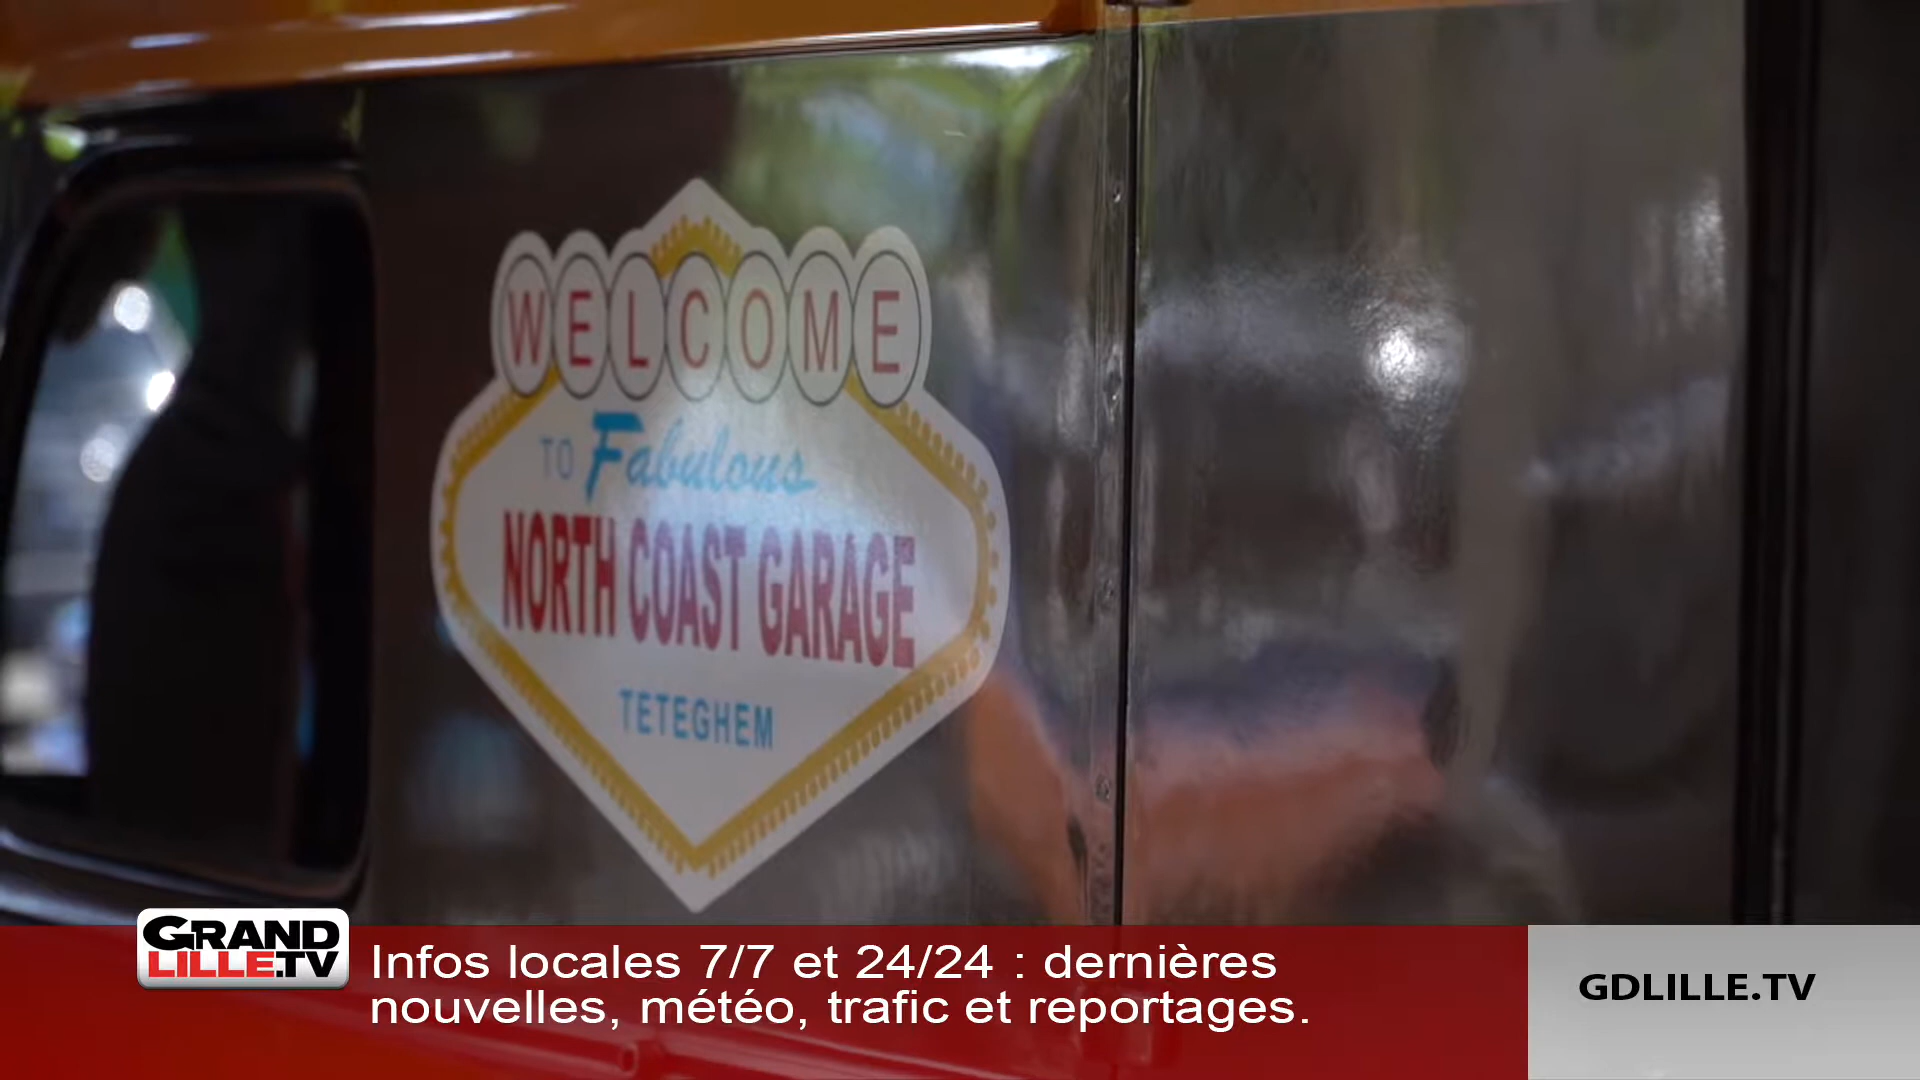 WELCOME
TO Fabulous
NORTH COAST GARAGE
TETEGHEM
GRAND
LILLE.TV
Infos locales 7/7 et 24/24 : dernières
nouvelles, météo, trafic et reportages.
GDLILLE.TV